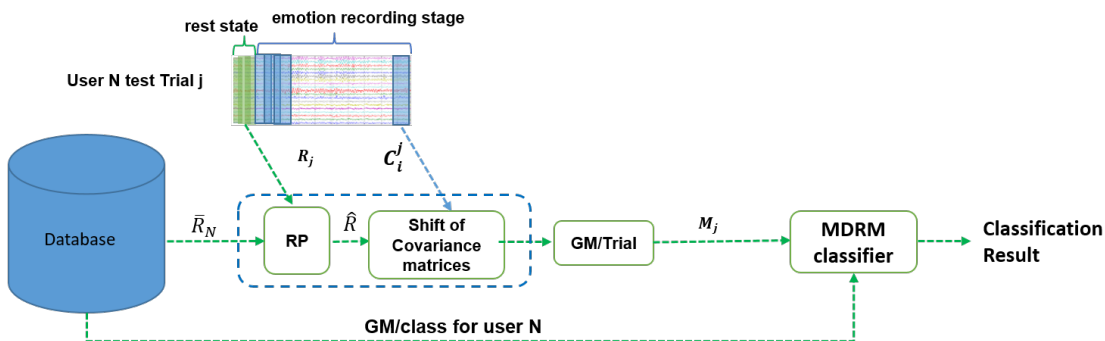 rest state
emotion recording stage
User N test Trial j
R_j
C_i^j
Database
R̄_N
RP
R̂
Shift of
Covariance
matrices
GM/Trial
M_j
MDRM
classifier
Classification
Result
GM/class for user N